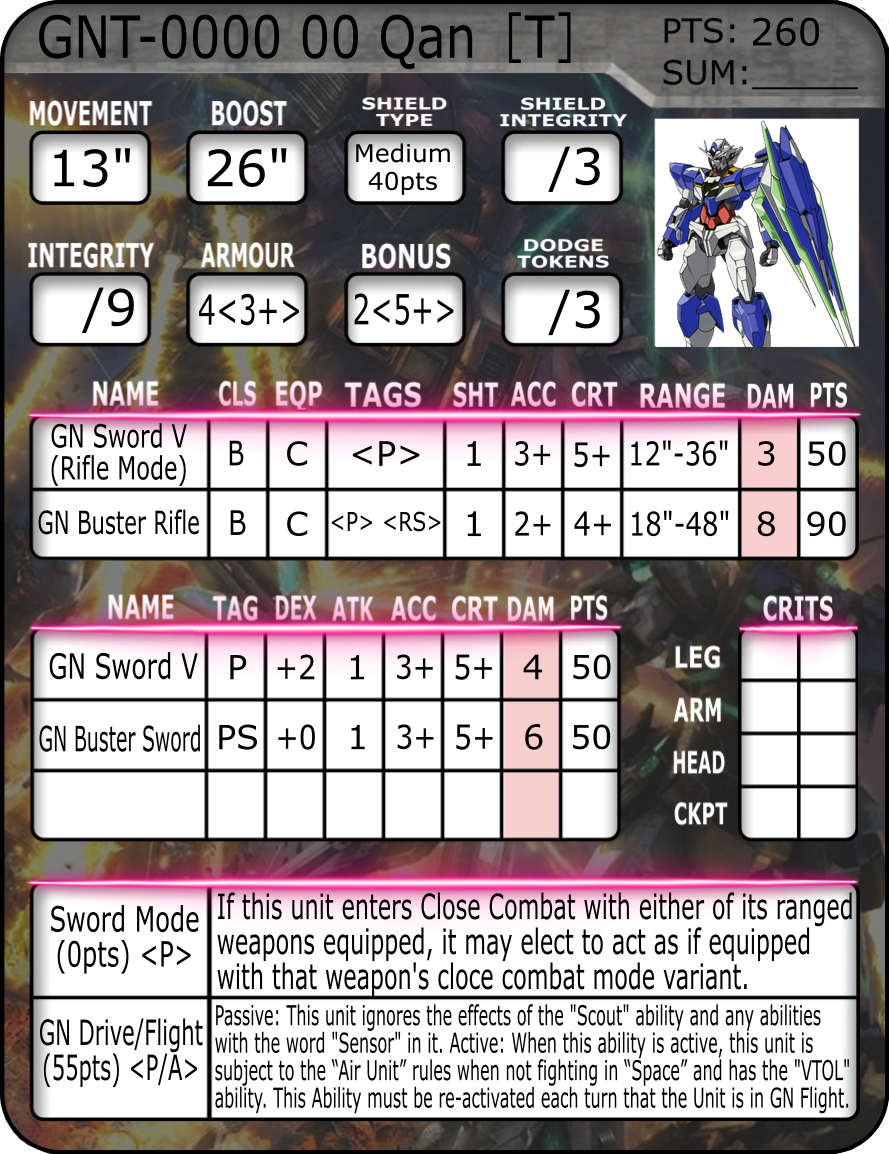 GNT-0000 00 Qan [T]
PTS: 260
SUM:______
MOVEMENT BOOST SHIELD TYPE SHIELD INTEGRITY
13" 26" Medium 40pts /3
INTEGRITY ARMOUR BONUS DODGE TOKENS
/9 4<3+> 2<5+> /3
NAME CLS EQP TAGS SHT ACC CRT RANGE DAM PTS
GN Sword V (Rifle Mode) B C <P> 1 3+ 5+ 12"-36" 3 50
GN Buster Rifle B C <P> <RS> 1 2+ 4+ 18"-48" 8 90
NAME TAG DEX ATK ACC CRT DAM PTS
GN Sword V P +2 1 3+ 5+ 4 50
GN Buster Sword PS +0 1 3+ 5+ 6 50
CRITS
LEG
ARM
HEAD
CKPT
Sword Mode
(0pts) <P>
If this unit enters Close Combat with either of its ranged
weapons equipped, it may elect to act as if equipped
with that weapon's cloce combat mode variant.
GN Drive/Flight
(55pts) <P/A>
Passive: This unit ignores the effects of the "Scout" ability and any abilities
with the word "Sensor" in it. Active: When this ability is active, this unit is
subject to the “Air Unit” rules when not fighting in “Space” and has the "VTOL"
ability. This Ability must be re-activated each turn that the Unit is in GN Flight.